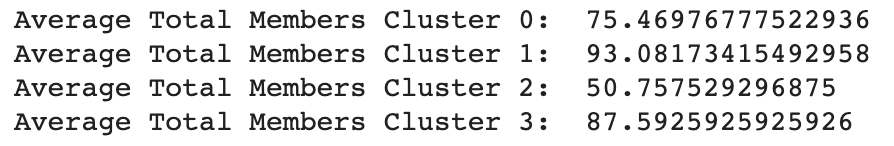 Average Total Members Cluster 0:  75.46976777522936
Average Total Members Cluster 1:  93.08173415492958
Average Total Members Cluster 2:  50.757529296875
Average Total Members Cluster 3:  87.5925925925926